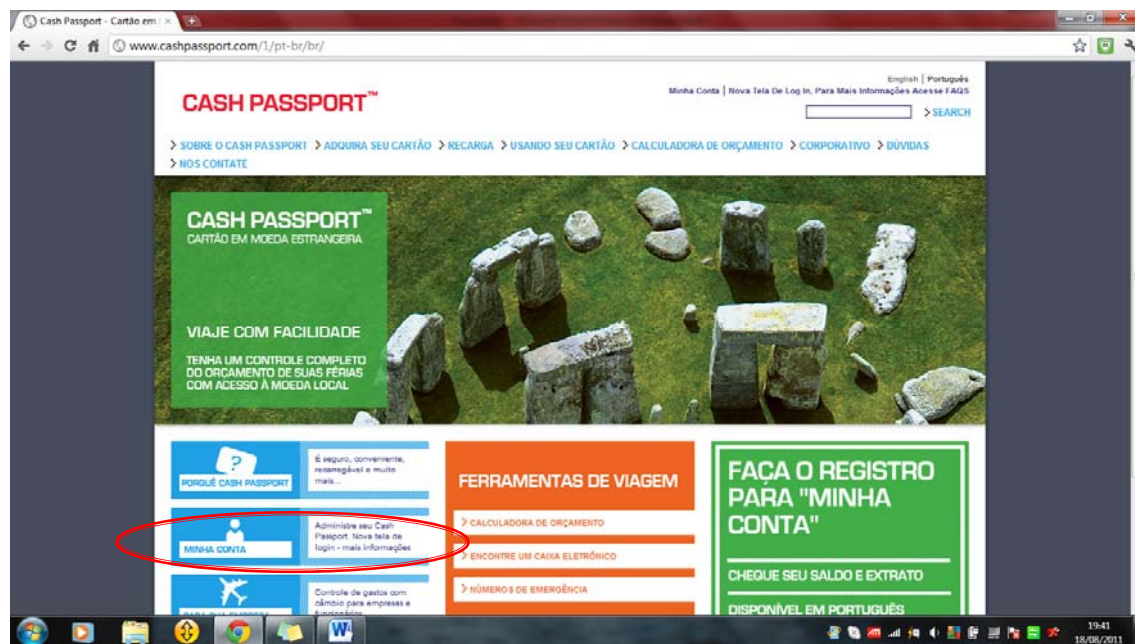 Cash Passport - Cartão em
www.cashpassport.com/1/pt-br/br/
English | Português
CASH PASSPORT™
Minha Conta | Nova Tela De Log In, Para Mais Informações Acesse FAQS
> SEARCH
> SOBRE O CASH PASSPORT > ADQUIRA SEU CARTÃO > RECARGA > USANDO SEU CARTÃO > CALCULADORA DE ORÇAMENTO > CORPORATIVO > DÚVIDAS
> NOS CONTATE
CASH PASSPORT™
CARTÃO EM MOEDA ESTRANGEIRA
VIAJE COM FACILIDADE
TENHA UM CONTROLE COMPLETO
DO ORCAMENTO DE SUAS FÉRIAS
COM ACESSO À MOEDA LOCAL
?
PORQUÊ CASH PASSPORT
É seguro, conveniente,
recarregável e muito
mais...
MINHA CONTA
Administre seu Cash
Passport. Nova tela de
login - mais informações
PARA SUA EMPRESA
Controle de gastos com
câmbio para empresas e
funcionários
FERRAMENTAS DE VIAGEM
> CALCULADORA DE ORÇAMENTO
> ENCONTRE UM CAIXA ELETRÔNICO
> NÚMEROS DE EMERGÊNCIA
FAÇA O REGISTRO
PARA "MINHA
CONTA"
CHEQUE SEU SALDO E EXTRATO
DISPONÍVEL EM PORTUGUÊS
19:41
18/08/2011